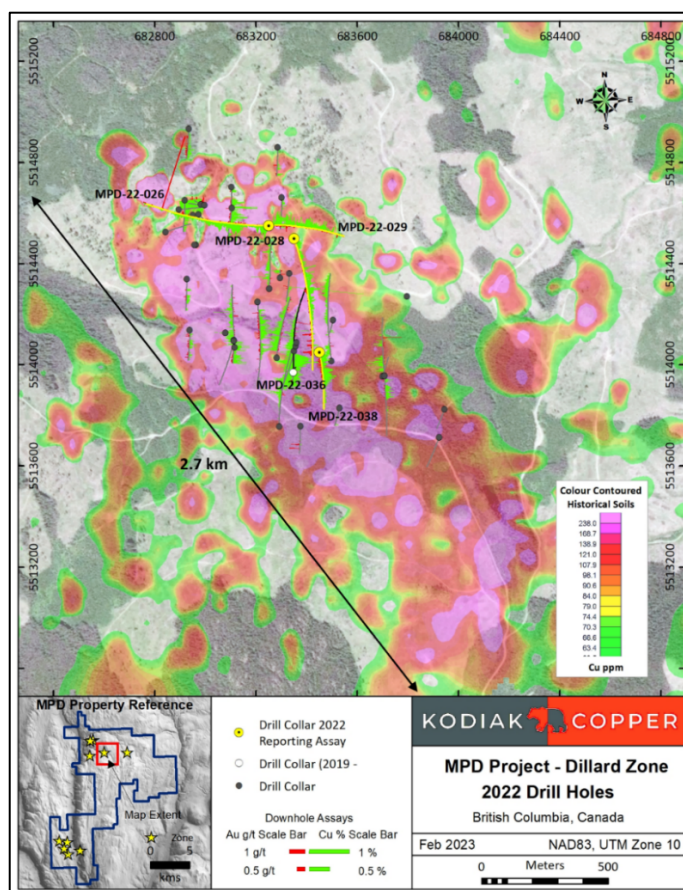 682800 683200 683600 684000 684800
5515200 5515200
N
W E
S
5514800 5514800
MPD-22-026
MPD-22-029
MPD-22-028
5514400 5514400
5514000 5514000
MPD-22-036
MPD-22-038
5513600 5513600
2.7 km
5513200 5513200
Colour Contoured
Historical Soils
238.0
168.7
138.9
121.0
107.9
98.1
90.6
84.0
79.0
74.4
70.3
66.6
63.4
Cu ppm
MPD Property Reference
Map Extent
Zone
0 5
kms
Drill Collar 2022
Reporting Assay
Drill Collar (2019 -
Drill Collar
Downhole Assays
Au g/t Scale Bar Cu % Scale Bar
1 g/t 1 %
0.5 g/t 0.5 %
KODIAK COPPER
MPD Project - Dillard Zone
2022 Drill Holes
British Columbia, Canada
Feb 2023 NAD83, UTM Zone 10
Meters
0 500